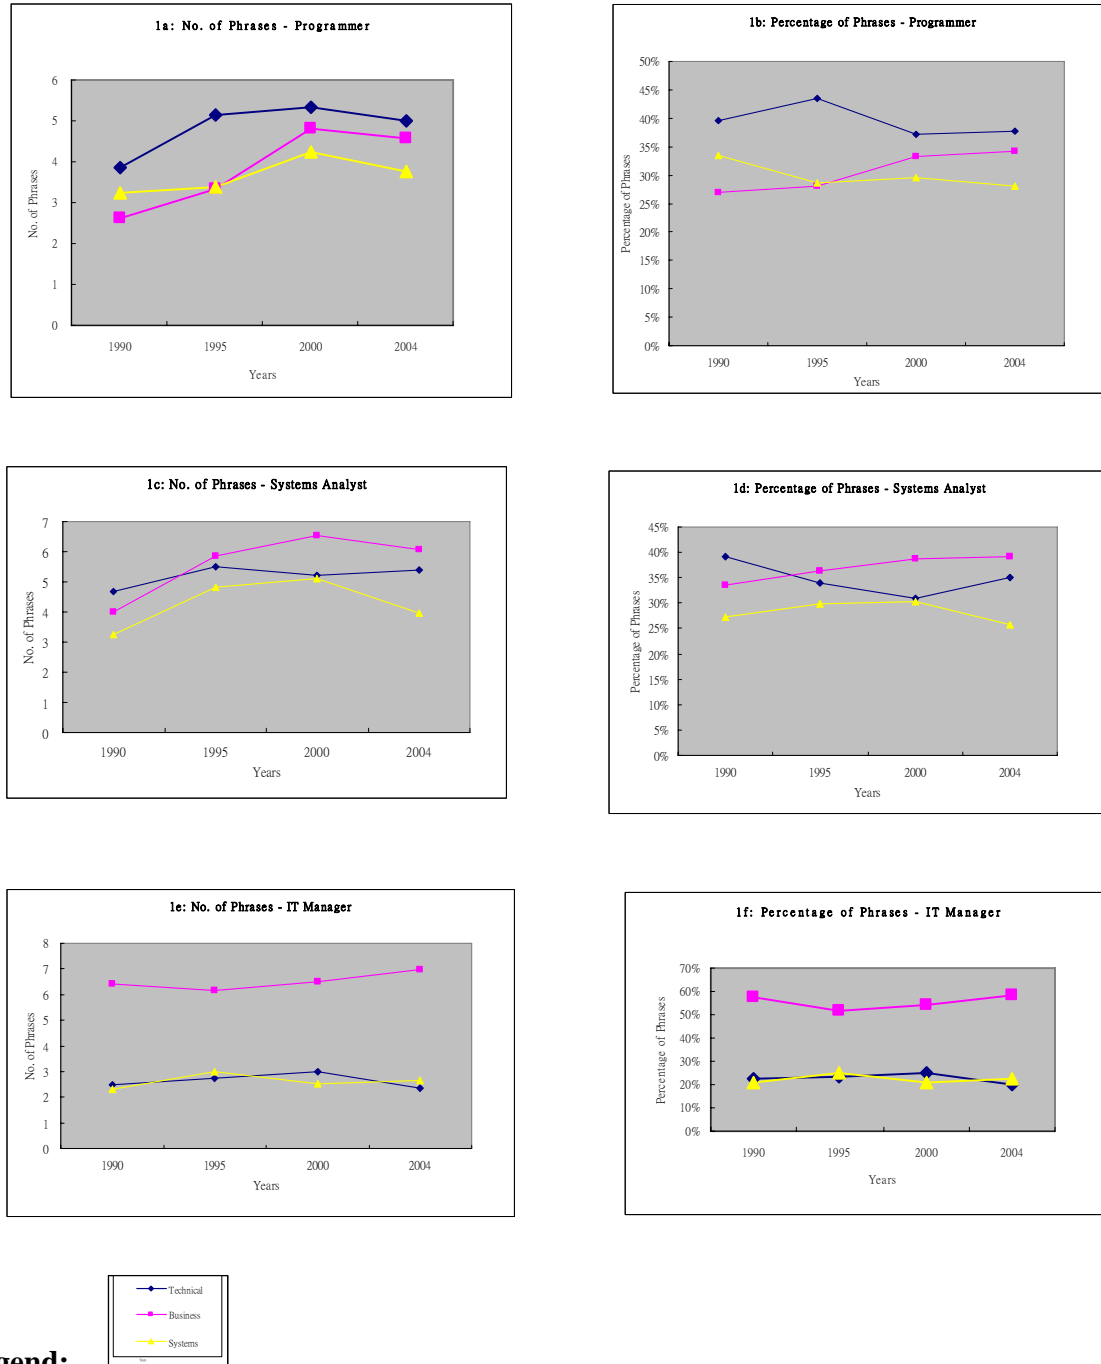 1a: No. of Phrases - Programmer
6
5
4
3
2
1
0
No. of Phrases
1990 1995 2000 2004
Years
1b: Percentage of Phrases - Programmer
50%
45%
40%
35%
30%
25%
20%
15%
10%
5%
0%
Percentage of Phrases
1990 1995 2000 2004
Years
1c: No. of Phrases - Systems Analyst
7
6
5
4
3
2
1
0
No. of Phrases
1990 1995 2000 2004
Years
1d: Percentage of Phrases - Systems Analyst
45%
40%
35%
30%
25%
20%
15%
10%
5%
0%
Percentage of Phrases
1990 1995 2000 2004
Years
1e: No. of Phrases - IT Manager
8
7
6
5
4
3
2
1
0
No. of Phrases
1990 1995 2000 2004
Years
1f: Percentage of Phrases - IT Manager
70%
60%
50%
40%
30%
20%
10%
0%
Percentage of Phrases
1990 1995 2000 2004
Years
Technical
Business
Systems
gend: